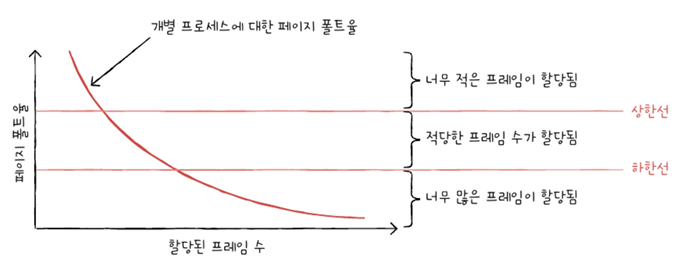 개별 프로세스에 대한 페이지 폴트율
너무 적은 프레임이 할당됨
상한선
적당한 프레임 수가 할당됨
하한선
너무 많은 프레임이 할당됨
페이지 폴트율
할당된 프레임 수